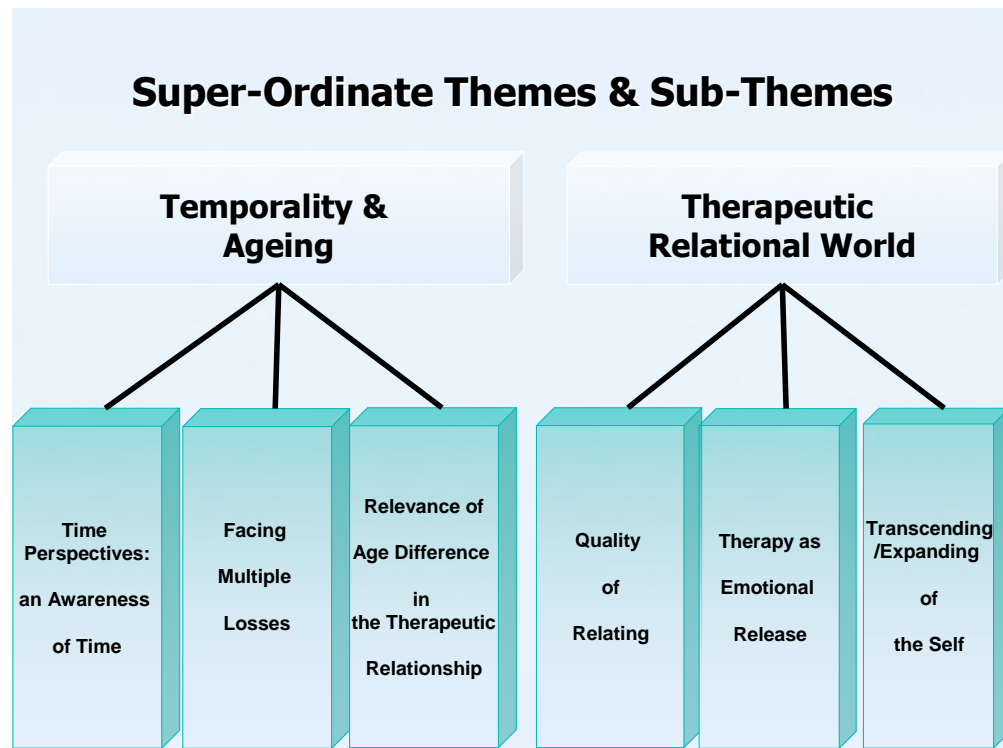 Super-Ordinate Themes & Sub-Themes
Temporality &
Ageing
Therapeutic
Relational World
Time
Perspectives:
an Awareness
of Time
Facing
Multiple
Losses
Relevance of
Age Difference
in
the Therapeutic
Relationship
Quality
of
Relating
Therapy as
Emotional
Release
Transcending
/Expanding
of
the Self